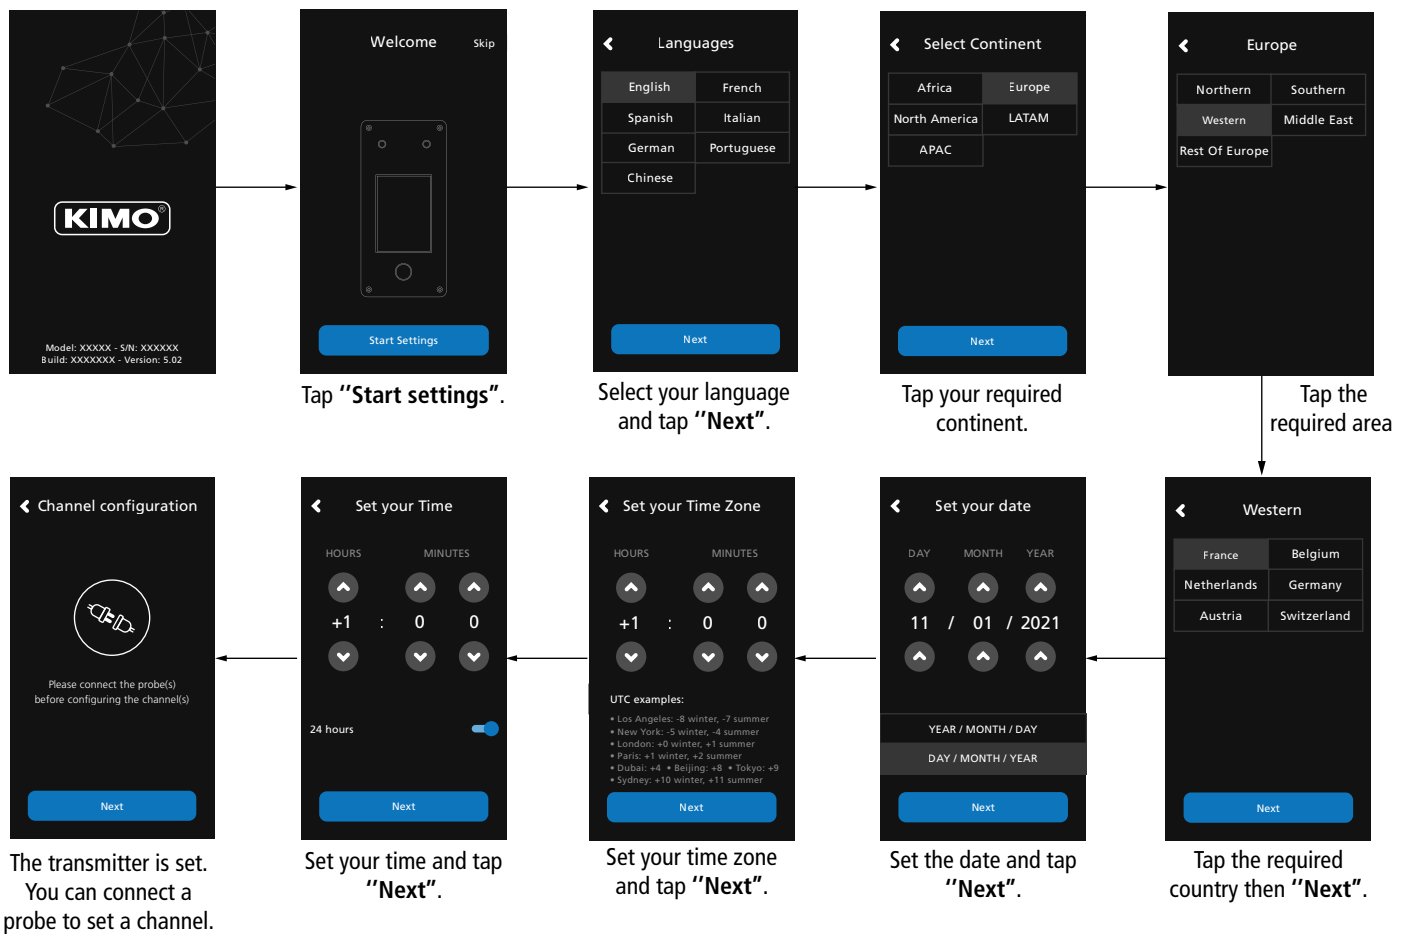 KIMO®
Model: XXXXX - S/N: XXXXXX
Build: XXXXXXX - Version: 5.02
Welcome Skip
Start Settings
Tap ‘‘Start settings”.
Languages
English French
Spanish Italian
German Portuguese
Chinese
Next
Select your language
and tap ‘‘Next”.
Select Continent
Africa Europe
North America LATAM
APAC
Next
Tap your required
continent.
Europe
Northern Southern
Western Middle East
Rest Of Europe
Tap the
required area
Western
France Belgium
Netherlands Germany
Austria Switzerland
Next
Tap the required
country then ‘‘Next”.
Set your date
DAY MONTH YEAR
11 / 01 / 2021
YEAR / MONTH / DAY
DAY / MONTH / YEAR
Next
Set the date and tap
‘‘Next”.
Set your Time Zone
HOURS MINUTES
+1 : 0 0
UTC examples:
• Los Angeles: -8 winter, -7 summer
• New York: -5 winter, -4 summer
• London: +0 winter, +1 summer
• Paris: +1 winter, +2 summer
• Dubai: +4 • Beijing: +8 • Tokyo: +9
• Sydney: +10 winter, +11 summer
Next
Set your time zone
and tap ‘‘Next”.
Set your Time
HOURS MINUTES
+1 : 0 0
24 hours
Next
Set your time and tap
‘‘Next”.
Channel configuration
Please connect the probe(s)
before configuring the channel(s)
Next
The transmitter is set.
You can connect a
probe to set a channel.